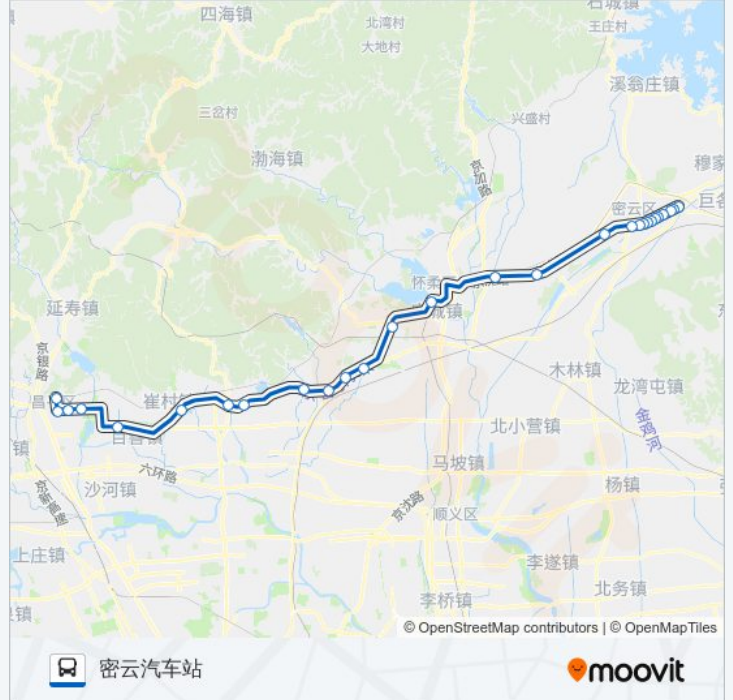 石城镇
四海镇
北湾村
王庄村
大地村
溪翁庄镇
三岔村
兴盛村
渤海镇
京加路
穆家
密云区
巨各
怀柔
延寿镇
城镇
京银路
木林镇
龙湾屯镇
昌
崔村
百善镇
北小营镇
金鸡河
镇
马坡镇
六环路
沙河镇
京新高速
杨镇
京沈路
顺义区
上庄镇
李遂镇
北务镇
李桥镇
镇
© OpenStreetMap contributors | © OpenMapTiles
密云汽车站
moovit